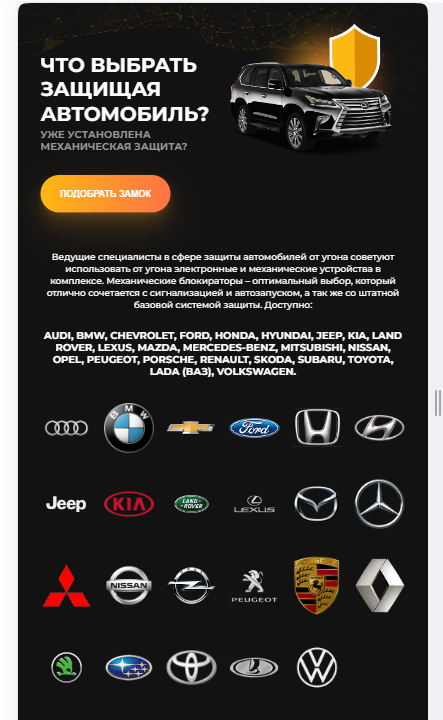 ЧТО ВЫБРАТЬ
ЗАЩИЩАЯ
АВТОМОБИЛЬ?
УЖЕ УСТАНОВЛЕНА
МЕХАНИЧЕСКАЯ ЗАЩИТА?
ПОДОБРАТЬ ЗАМОК
Ведущие специалисты в сфере защиты автомобилей от угона советуют
использовать от угона электронные и механические устройства в
комплексе. Механические блокираторы – оптимальный выбор, который
отлично сочетается с сигнализацией и автозапуском, а так же со штатной
базовой системой защиты. Доступно:
AUDI, BMW, CHEVROLET, FORD, HONDA, HYUNDAI, JEEP, KIA, LAND
ROVER, LEXUS, MAZDA, MERCEDES-BENZ, MITSUBISHI, NISSAN,
OPEL, PEUGEOT, PORSCHE, RENAULT, SKODA, SUBARU, TOYOTA,
LADA (ВАЗ), VOLKSWAGEN.
BMW
Ford
Jeep
KIA
LAND
ROVER
LEXUS
NISSAN
PEUGEOT